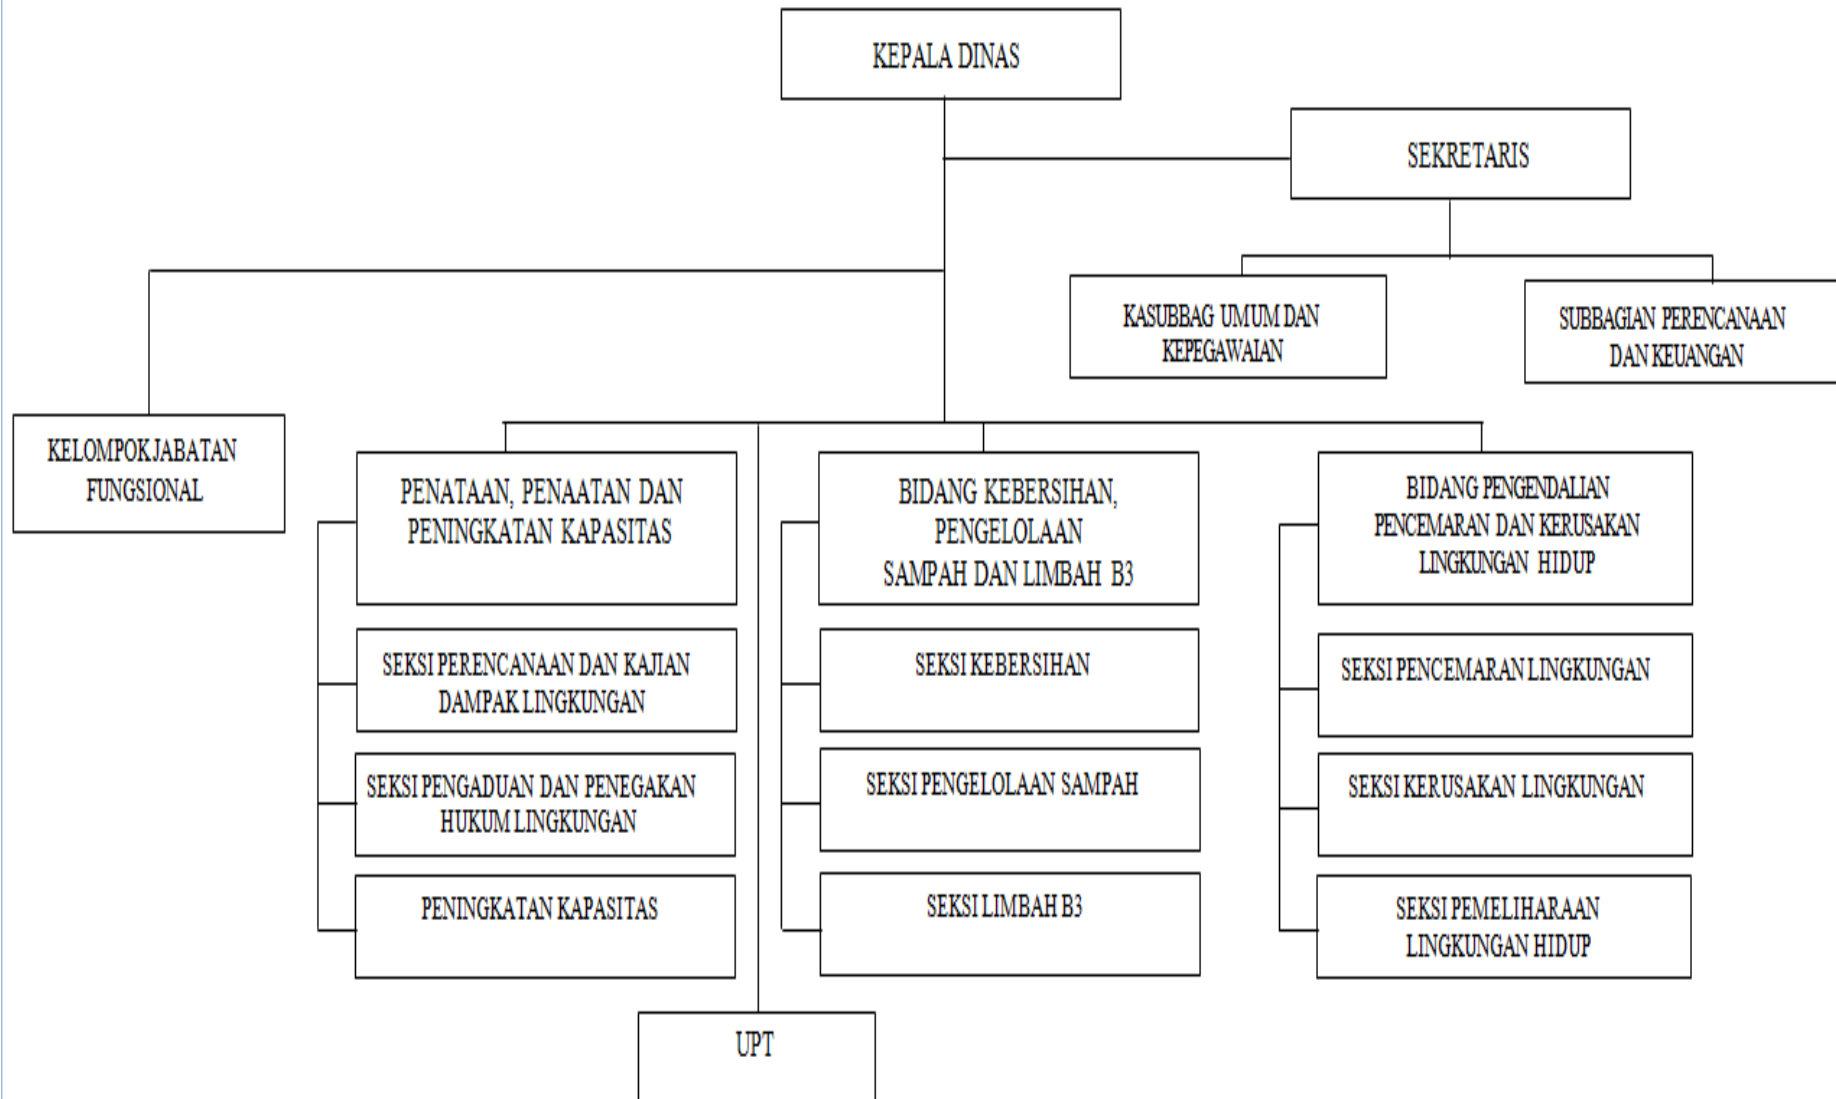 KEPALA DINAS
SEKRETARIS
KASUBBAG UMUM DAN
KEPEGAWAIAN
SUBBAGIAN PERENCANAAN
DAN KEUANGAN
KELOMPOK JABATAN
FUNGSIONAL
PENATAAN, PENAATAN DAN
PENINGKATAN KAPASITAS
SEKSI PERENCANAAN DAN KAJIAN
DAMPAK LINGKUNGAN
SEKSI PENGADUAN DAN PENEGAKAN
HUKUM LINGKUNGAN
PENINGKATAN KAPASITAS
BIDANG KEBERSIHAN,
PENGELOLAAN
SAMPAH DAN LIMBAH B3
SEKSI KEBERSIHAN
SEKSI PENGELOLAAN SAMPAH
SEKSI LIMBAH B3
BIDANG PENGENDALIAN
PENCEMARAN DAN KERUSAKAN
LINGKUNGAN HIDUP
SEKSI PENCEMARAN LINGKUNGAN
SEKSI KERUSAKAN LINGKUNGAN
SEKSI PEMELIHARAAN
LINGKUNGAN HIDUP
UPT